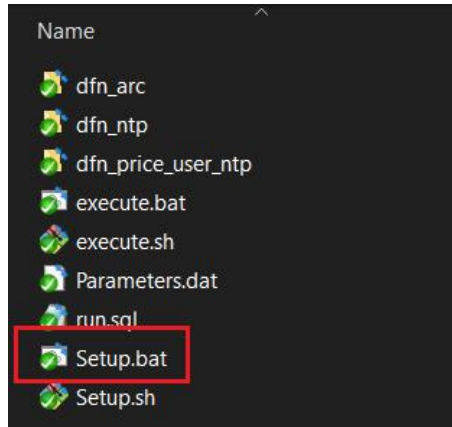 Name
dfn_arc
dfn_ntp
dfn_price_user_ntp
execute.bat
execute.sh
Parameters.dat
run.sql
Setup.bat
Setup.sh